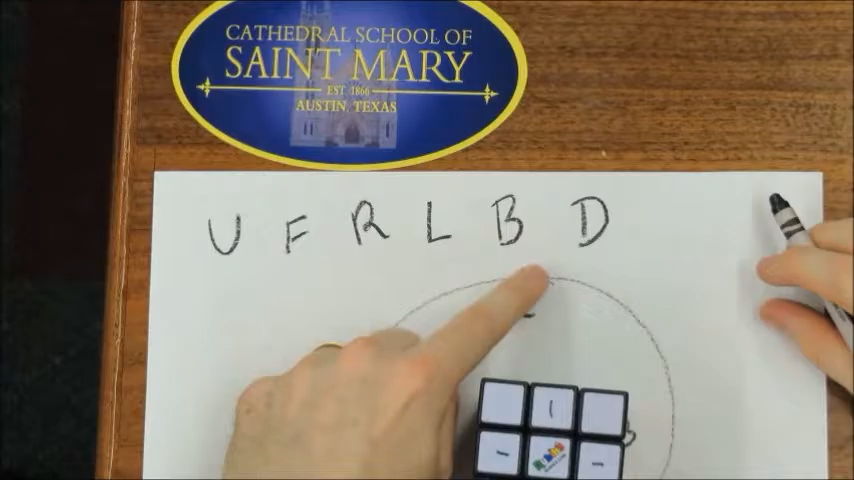 CATHEDRAL SCHOOL OF
SAINT MARY
EST. 1866
AUSTIN, TEXAS
U F R L B D